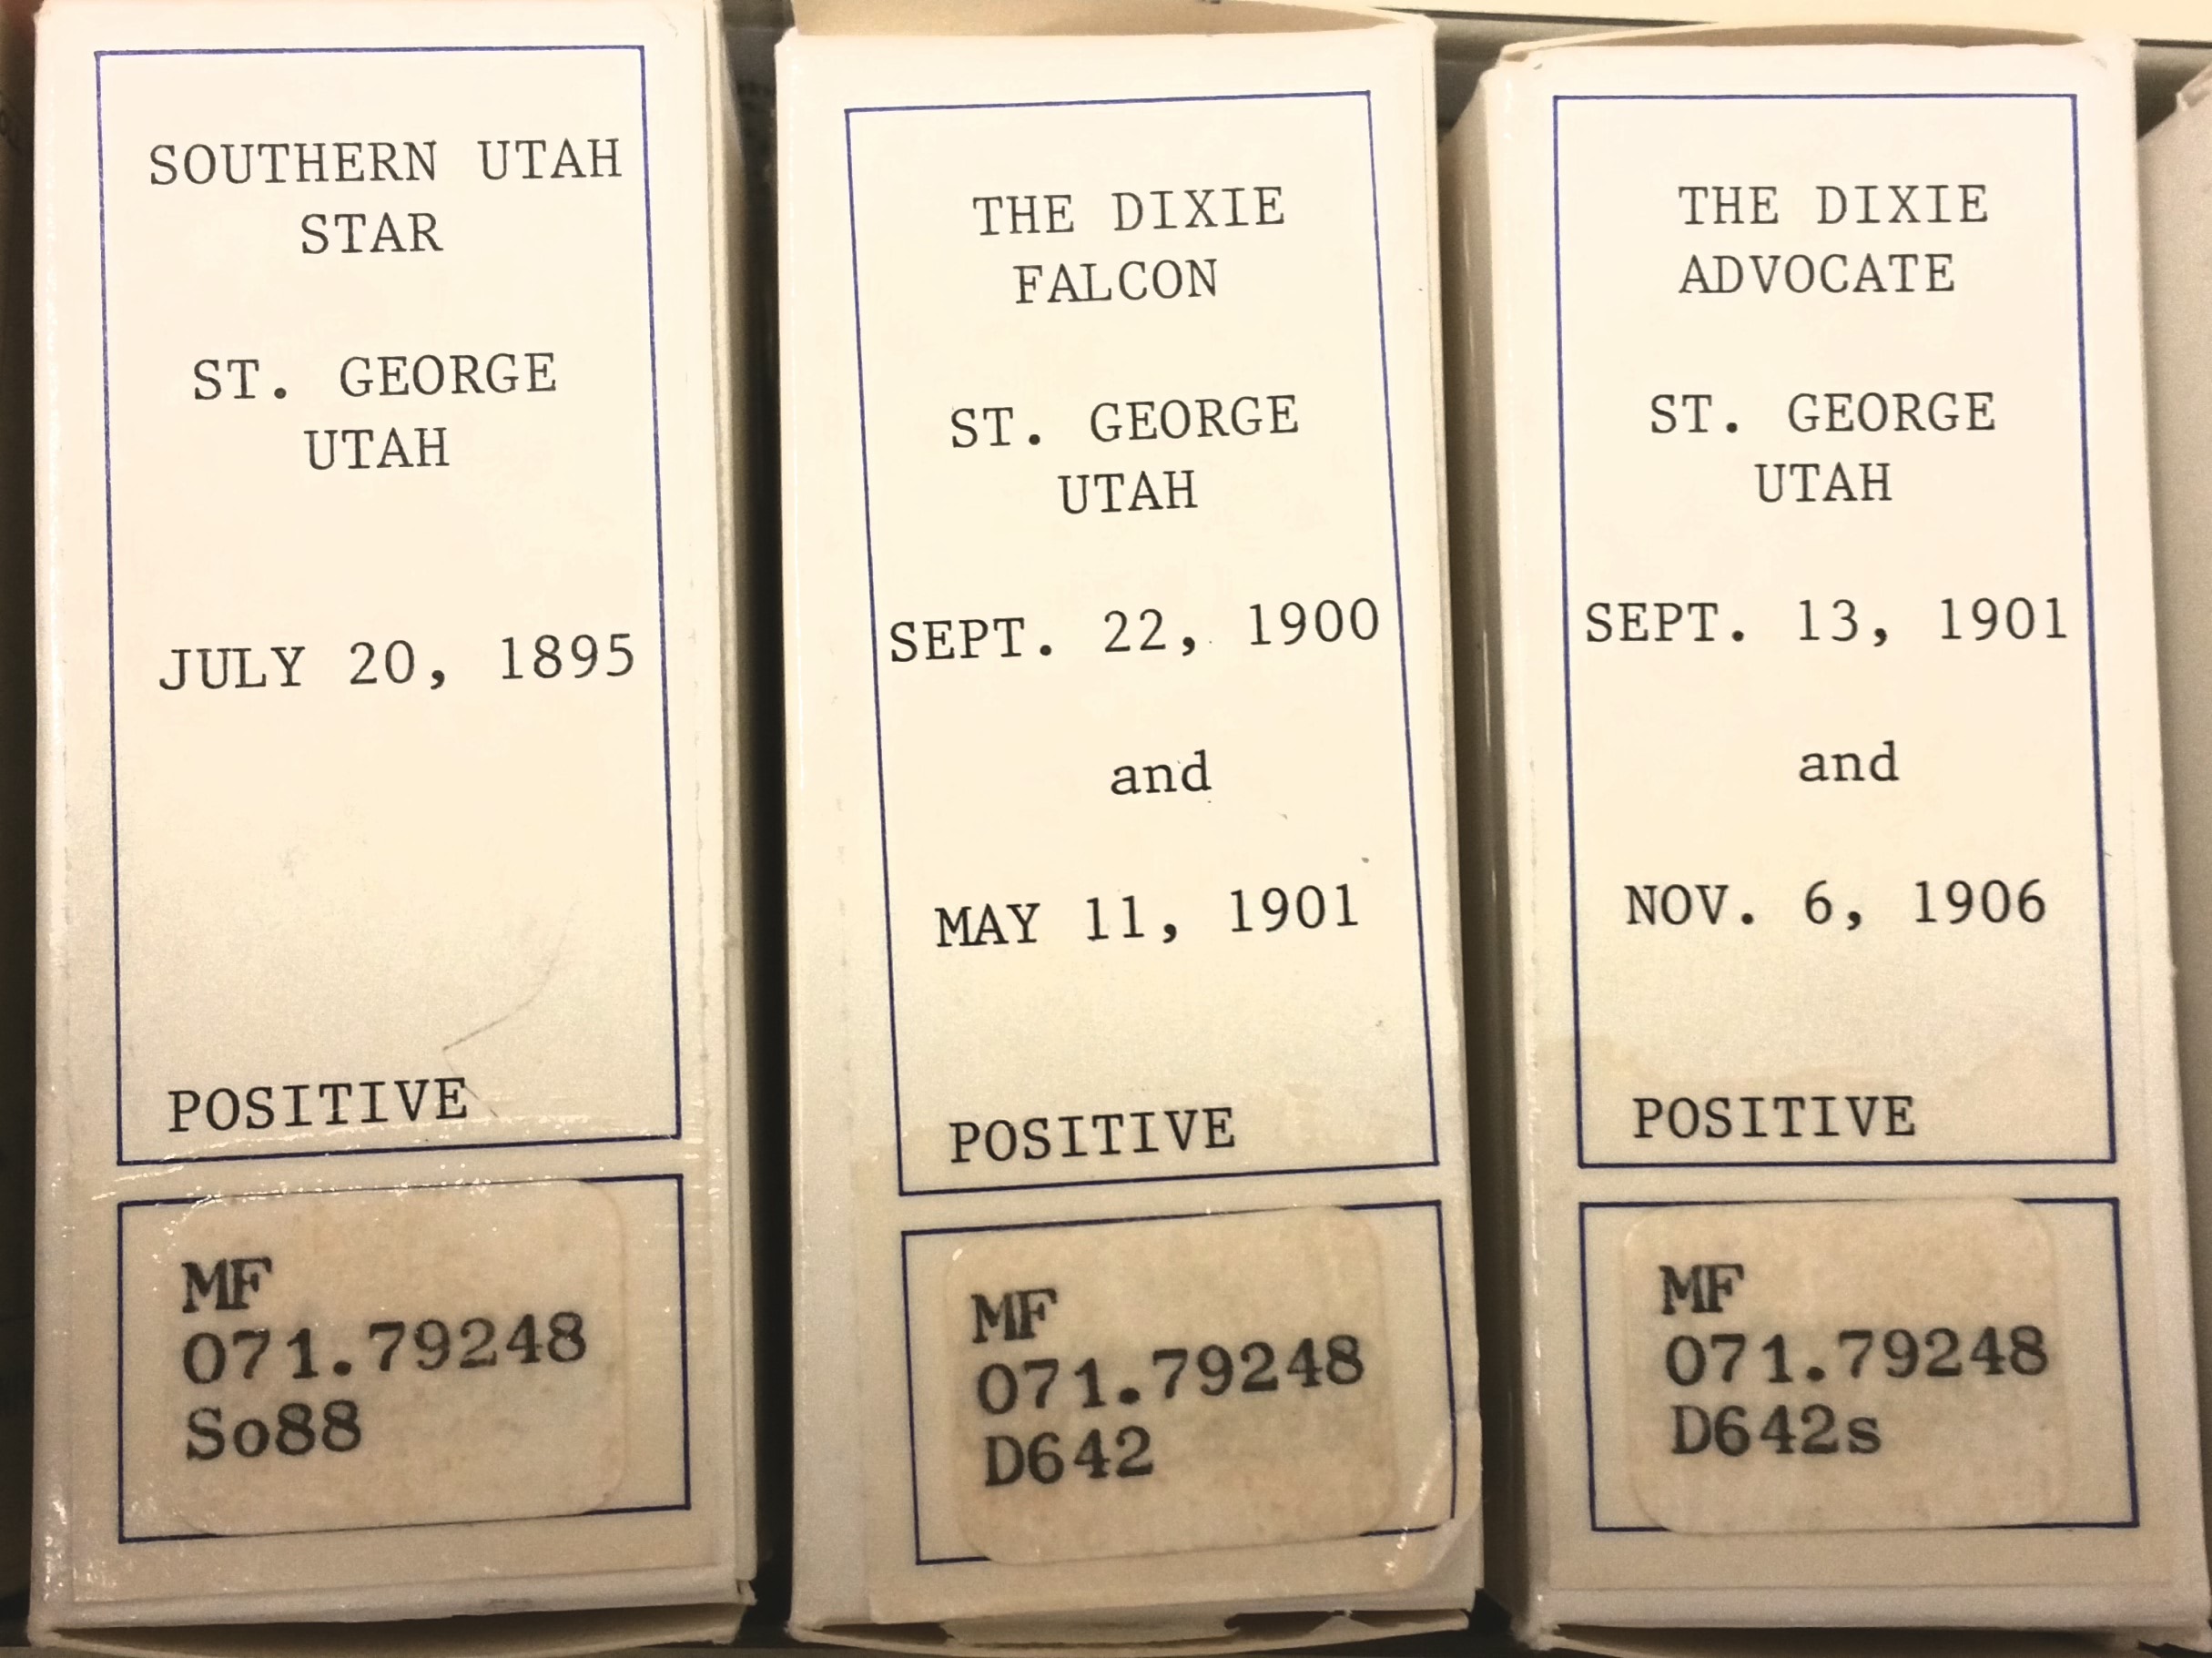 SOUTHERN UTAH
STAR
ST. GEORGE
UTAH
JULY 20, 1895
POSITIVE
MF
071.79248
So88
THE DIXIE
FALCON
ST. GEORGE
UTAH
SEPT. 22, 1900
and
MAY 11, 1901
POSITIVE
MF
071.79248
D642
THE DIXIE
ADVOCATE
ST. GEORGE
UTAH
SEPT. 13, 1901
and
NOV. 6, 1906
POSITIVE
MF
071.79248
D642s